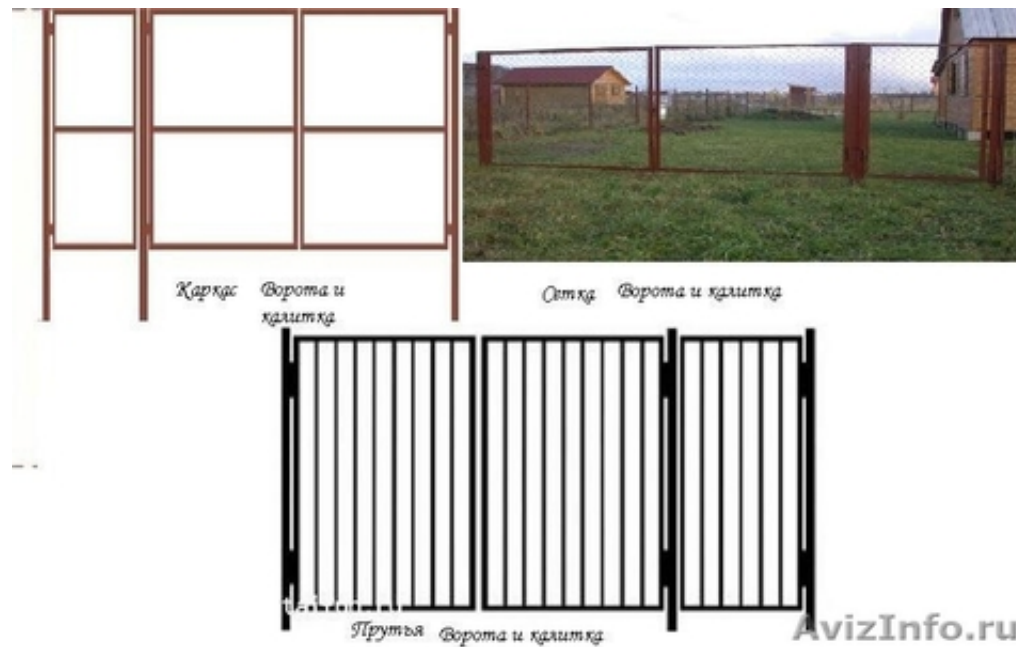 Каркас Ворота и
калитка
Сетка Ворота и калитка
Прутья Ворота и калитка
AvizInfo.ru